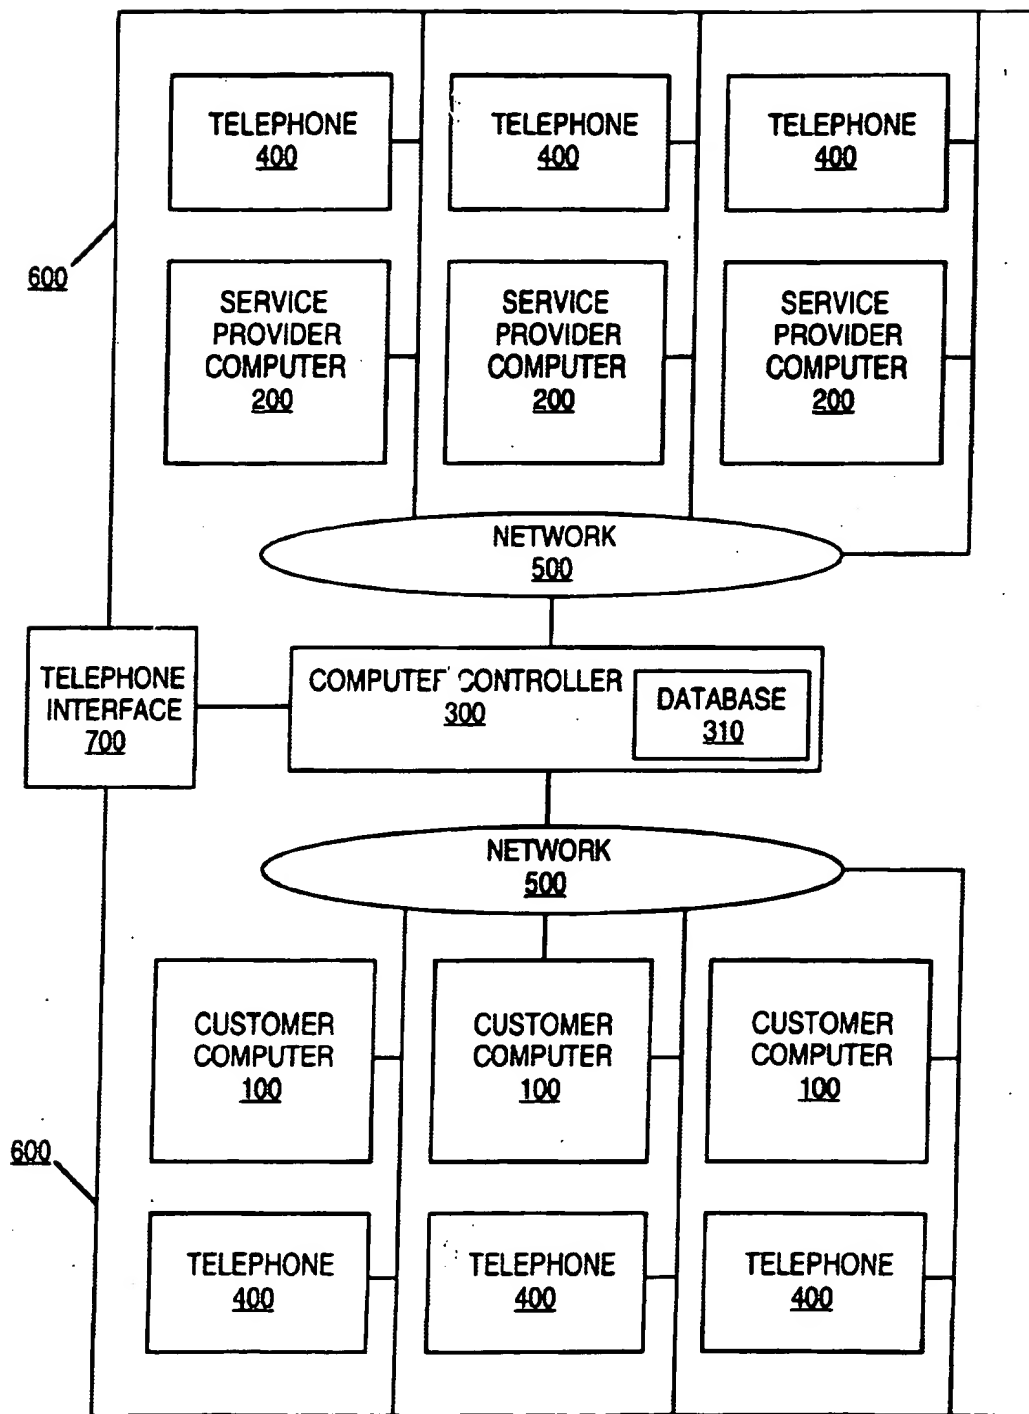 TELEPHONE
400
TELEPHONE
400
TELEPHONE
400
600
SERVICE
PROVIDER
COMPUTER
200
SERVICE
PROVIDER
COMPUTER
200
SERVICE
PROVIDER
COMPUTER
200
NETWORK
500
TELEPHONE
INTERFACE
700
COMPUTER CONTROLLER
300
DATABASE
310
NETWORK
500
CUSTOMER
COMPUTER
100
CUSTOMER
COMPUTER
100
CUSTOMER
COMPUTER
100
600
TELEPHONE
400
TELEPHONE
400
TELEPHONE
400